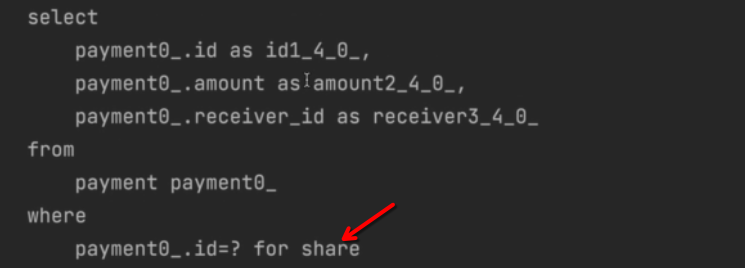 select
payment0_.id as id1_4_0_,
payment0_.amount as amount2_4_0_,
payment0_.receiver_id as receiver3_4_0_
from
payment payment0_
where
payment0_.id=? for share